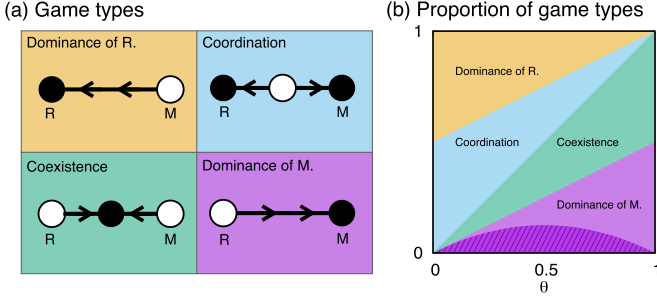 (a) Game types
Dominance of R.
R
M
Coordination
R
M
Coexistence
R
M
Dominance of M.
R
M
(b) Proportion of game types
1
Dominance of R.
Coordination
Coexistence
Dominance of M.
0
0
0.5
1
θ